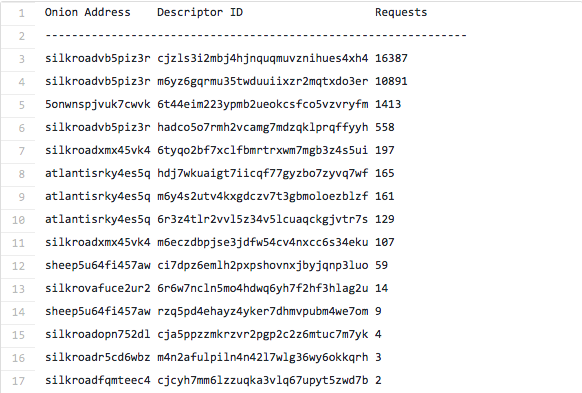 1 Onion Address Descriptor ID Requests
2 -----------------------------------------------------------------
3 silkroadvb5piz3r cjzls3i2mbj4hjnquqmuvznihues4xh4 16387
4 silkroadvb5piz3r m6yz6gqrmu35twduuiixzr2mqtxdo3er 10891
5 5onwnspjvuk7cwvk 6t44eim223ypmb2ueokcsfco5vzvryfm 1413
6 silkroadvb5piz3r hadco5o7rmh2vcamg7mdzqklprqffyyh 558
7 silkroadxmx45vk4 6tyqo2bf7xclfbmrtrxwm7mgb3z4s5ui 197
8 atlantisrky4es5q hdj7wkuaigt7iicqf77gyzbo7zyvq7wf 165
9 atlantisrky4es5q m6y4s2utv4kxgdczv7t3gbmoloezblzf 161
10 atlantisrky4es5q 6r3z4tlr2vvl5z34v5lcuaqckgjvtr7s 129
11 silkroadxmx45vk4 m6eczdbpjse3jdfw54cv4nxcc6s34eku 107
12 sheep5u64fi457aw ci7dpz6emlh2pxpshovnxjbyjqnp3luo 59
13 silkrovafuce2ur2 6r6w7ncln5mo4hdwq6yh7f2hf3hlag2u 14
14 sheep5u64fi457aw rzq5pd4ehayz4yker7dhmvpubm4we7om 9
15 silkroadopn752dl cja5ppzzmkrzvr2pgp2c2z6mtuc7m7yk 4
16 silkroadr5cd6wbz m4n2afulpiln4n42l7wlg36wy6okkqrh 3
17 silkroadfqmteec4 cjcyh7mm6lzzuqka3vlq67upyt5zwd7b 2